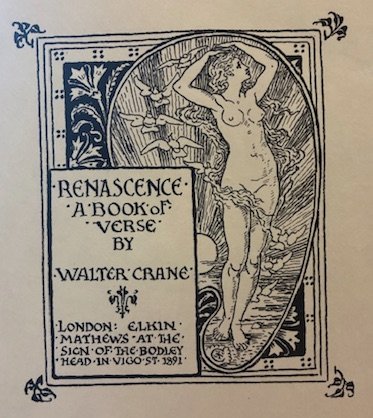 ·RENASCENCE·
·A·BOOK·oF·
VERSE
BY
·WALTER·CRANE·
LONDON: ELKIN·
MATHEWS·AT·THE·
SIGN·OF·THE·BODLEY
HEAD·IN·VIGO·ST·1891·